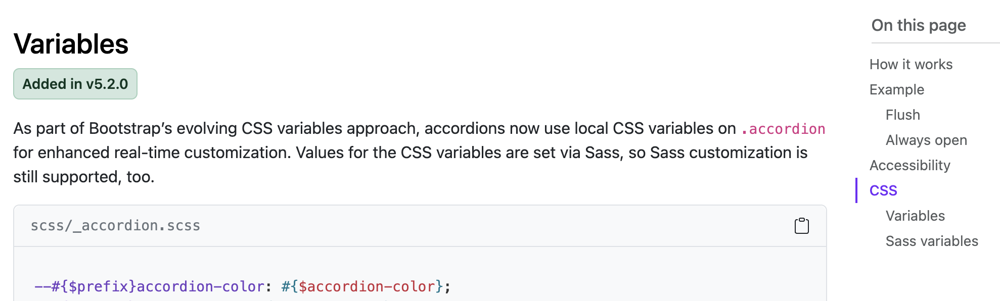 Variables
Added in v5.2.0
As part of Bootstrap’s evolving CSS variables approach, accordions now use local CSS variables on .accordion
for enhanced real-time customization. Values for the CSS variables are set via Sass, so Sass customization is
still supported, too.
scss/_accordion.scss
--#{$prefix}accordion-color: #{$accordion-color};
On this page
How it works
Example
Flush
Always open
Accessibility
CSS
Variables
Sass variables